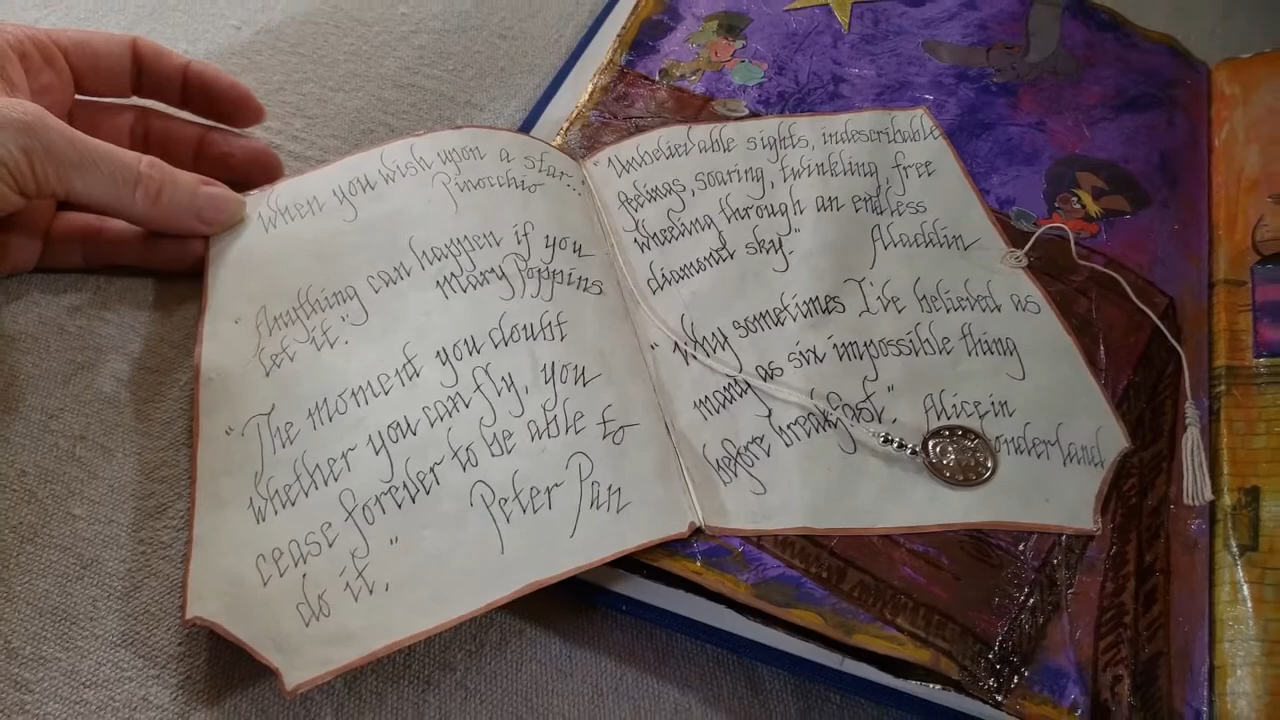 When you wish upon a star..."
Pinocchio
"Anything can happen if you
let it."
Mary Poppins
"The moment you doubt
whether you can fly, you
cease forever to be able to
do it."
Peter Pan
"Unbelievable sights, indescribable
feelings, soaring, twinkling, free
wheeling through an endless
diamond sky."
Aladdin
"Why sometimes I've believed as
many as six impossible thing
before breakfast."
Alice in
onderland